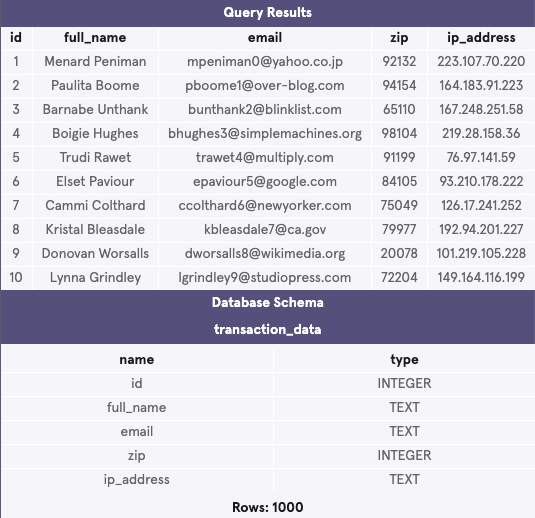 Query Results
id full_name email zip ip_address
1 Menard Peniman mpeniman0@yahoo.co.jp 92132 223.107.70.220
2 Paulita Boome pboome1@over-blog.com 94154 164.183.91.223
3 Barnabe Unthank bunthank2@blinklist.com 65110 167.248.251.58
4 Boigie Hughes bhughes3@simplemachines.org 98104 219.28.158.36
5 Trudi Rawet trawet4@multiply.com 91199 76.97.141.59
6 Elset Paviour epaviour5@google.com 84105 93.210.178.222
7 Cammi Colthard ccolthard6@newyorker.com 75049 126.17.241.252
8 Kristal Bleasdale kbleasdale7@ca.gov 79977 192.94.201.227
9 Donovan Worsalls dworsalls8@wikimedia.org 20078 101.219.105.228
10 Lynna Grindley lgrindley9@studiopress.com 72204 149.164.116.199
Database Schema
transaction_data
name type
id INTEGER
full_name TEXT
email TEXT
zip INTEGER
ip_address TEXT
Rows: 1000